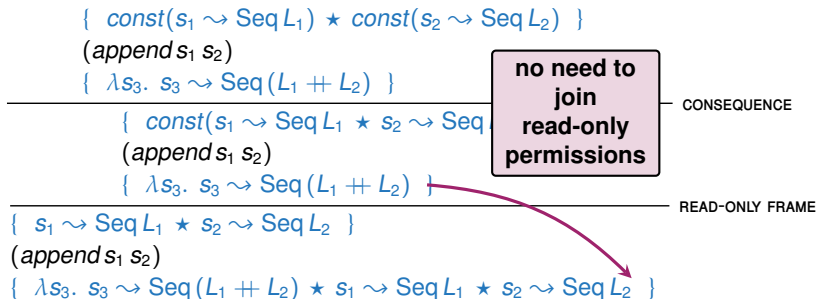 { const(s₁ ⤳ Seq L₁) ⋆ const(s₂ ⤳ Seq L₂) }
(append s₁ s₂)
{ λs₃. s₃ ⤳ Seq (L₁ ++ L₂) }
no need to
join
read-only
permissions
CONSEQUENCE
{ const(s₁ ⤳ Seq L₁ ⋆ s₂ ⤳ Seq
(append s₁ s₂)
{ λs₃. s₃ ⤳ Seq (L₁ ++ L₂) }
READ-ONLY FRAME
{ s₁ ⤳ Seq L₁ ⋆ s₂ ⤳ Seq L₂ }
(append s₁ s₂)
{ λs₃. s₃ ⤳ Seq (L₁ ++ L₂) ⋆ s₁ ⤳ Seq L₁ ⋆ s₂ ⤳ Seq L₂ }